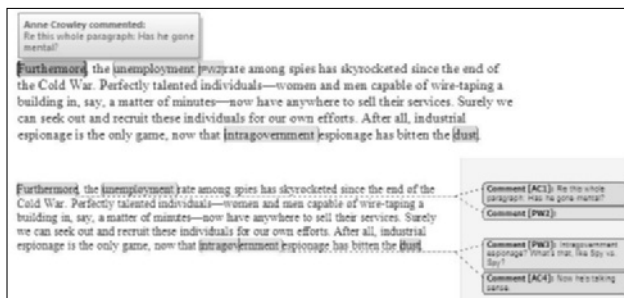 Anne Crowley commented:
Re this whole paragraph: Has he gone
mental?
Furthermore, the unemployment [PW2]rate among spies has skyrocketed since the end of
the Cold War. Perfectly talented individuals—women and men capable of wire-taping a
building in, say, a matter of minutes—now have anywhere to sell their services. Surely we
can seek out and recruit these individuals for our own efforts. After all, industrial
espionage is the only game, now that intragovernment espionage has bitten the dust.
Furthermore, the unemployment rate among spies has skyrocketed since the end of the
Cold War. Perfectly talented individuals—women and men capable of wire-taping a
building in, say, a matter of minutes—now have anywhere to sell their services. Surely
we can seek out and recruit these individuals for our own efforts. After all, industrial
espionage is the only game, now that intragovernment espionage has bitten the dust.
Comment [AC1]: Re this whole
paragraph: Has he gone mental?
Comment [PW2]:
Comment [PW3]: Intragovernment
espionage? What's that, like Spy vs.
Spy?
Comment [AC4]: Now he's talking
sense.